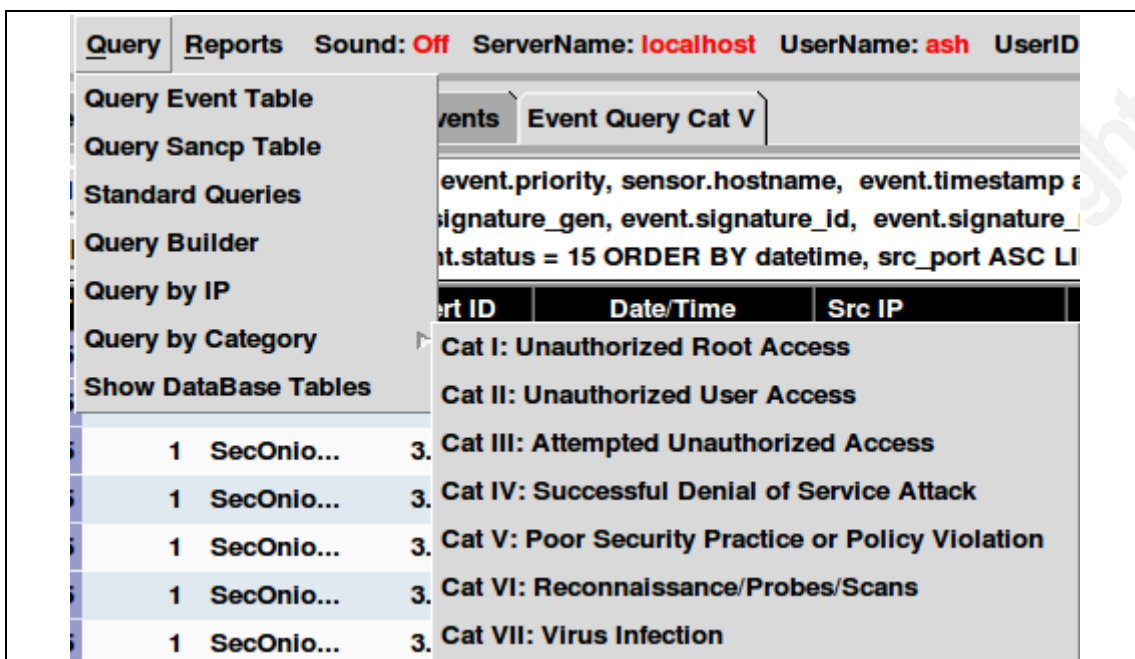 Query Reports Sound: Off ServerName: localhost UserName: ash UserID
Query Event Table
Query Sancp Table
Standard Queries
Query Builder
Query by IP
Query by Category
Show DataBase Tables
vents Event Query Cat V
event.priority, sensor.hostname, event.timestamp a
signature_gen, event.signature_id, event.signature_
nt.status = 15 ORDER BY datetime, src_port ASC LI
ert ID Date/Time Src IP
Cat I: Unauthorized Root Access
Cat II: Unauthorized User Access
Cat III: Attempted Unauthorized Access
Cat IV: Successful Denial of Service Attack
Cat V: Poor Security Practice or Policy Violation
Cat VI: Reconnaissance/Probes/Scans
Cat VII: Virus Infection
1 SecOnio... 3.
1 SecOnio... 3.
1 SecOnio... 3.
1 SecOnio... 3.
1 SecOnio... 3.